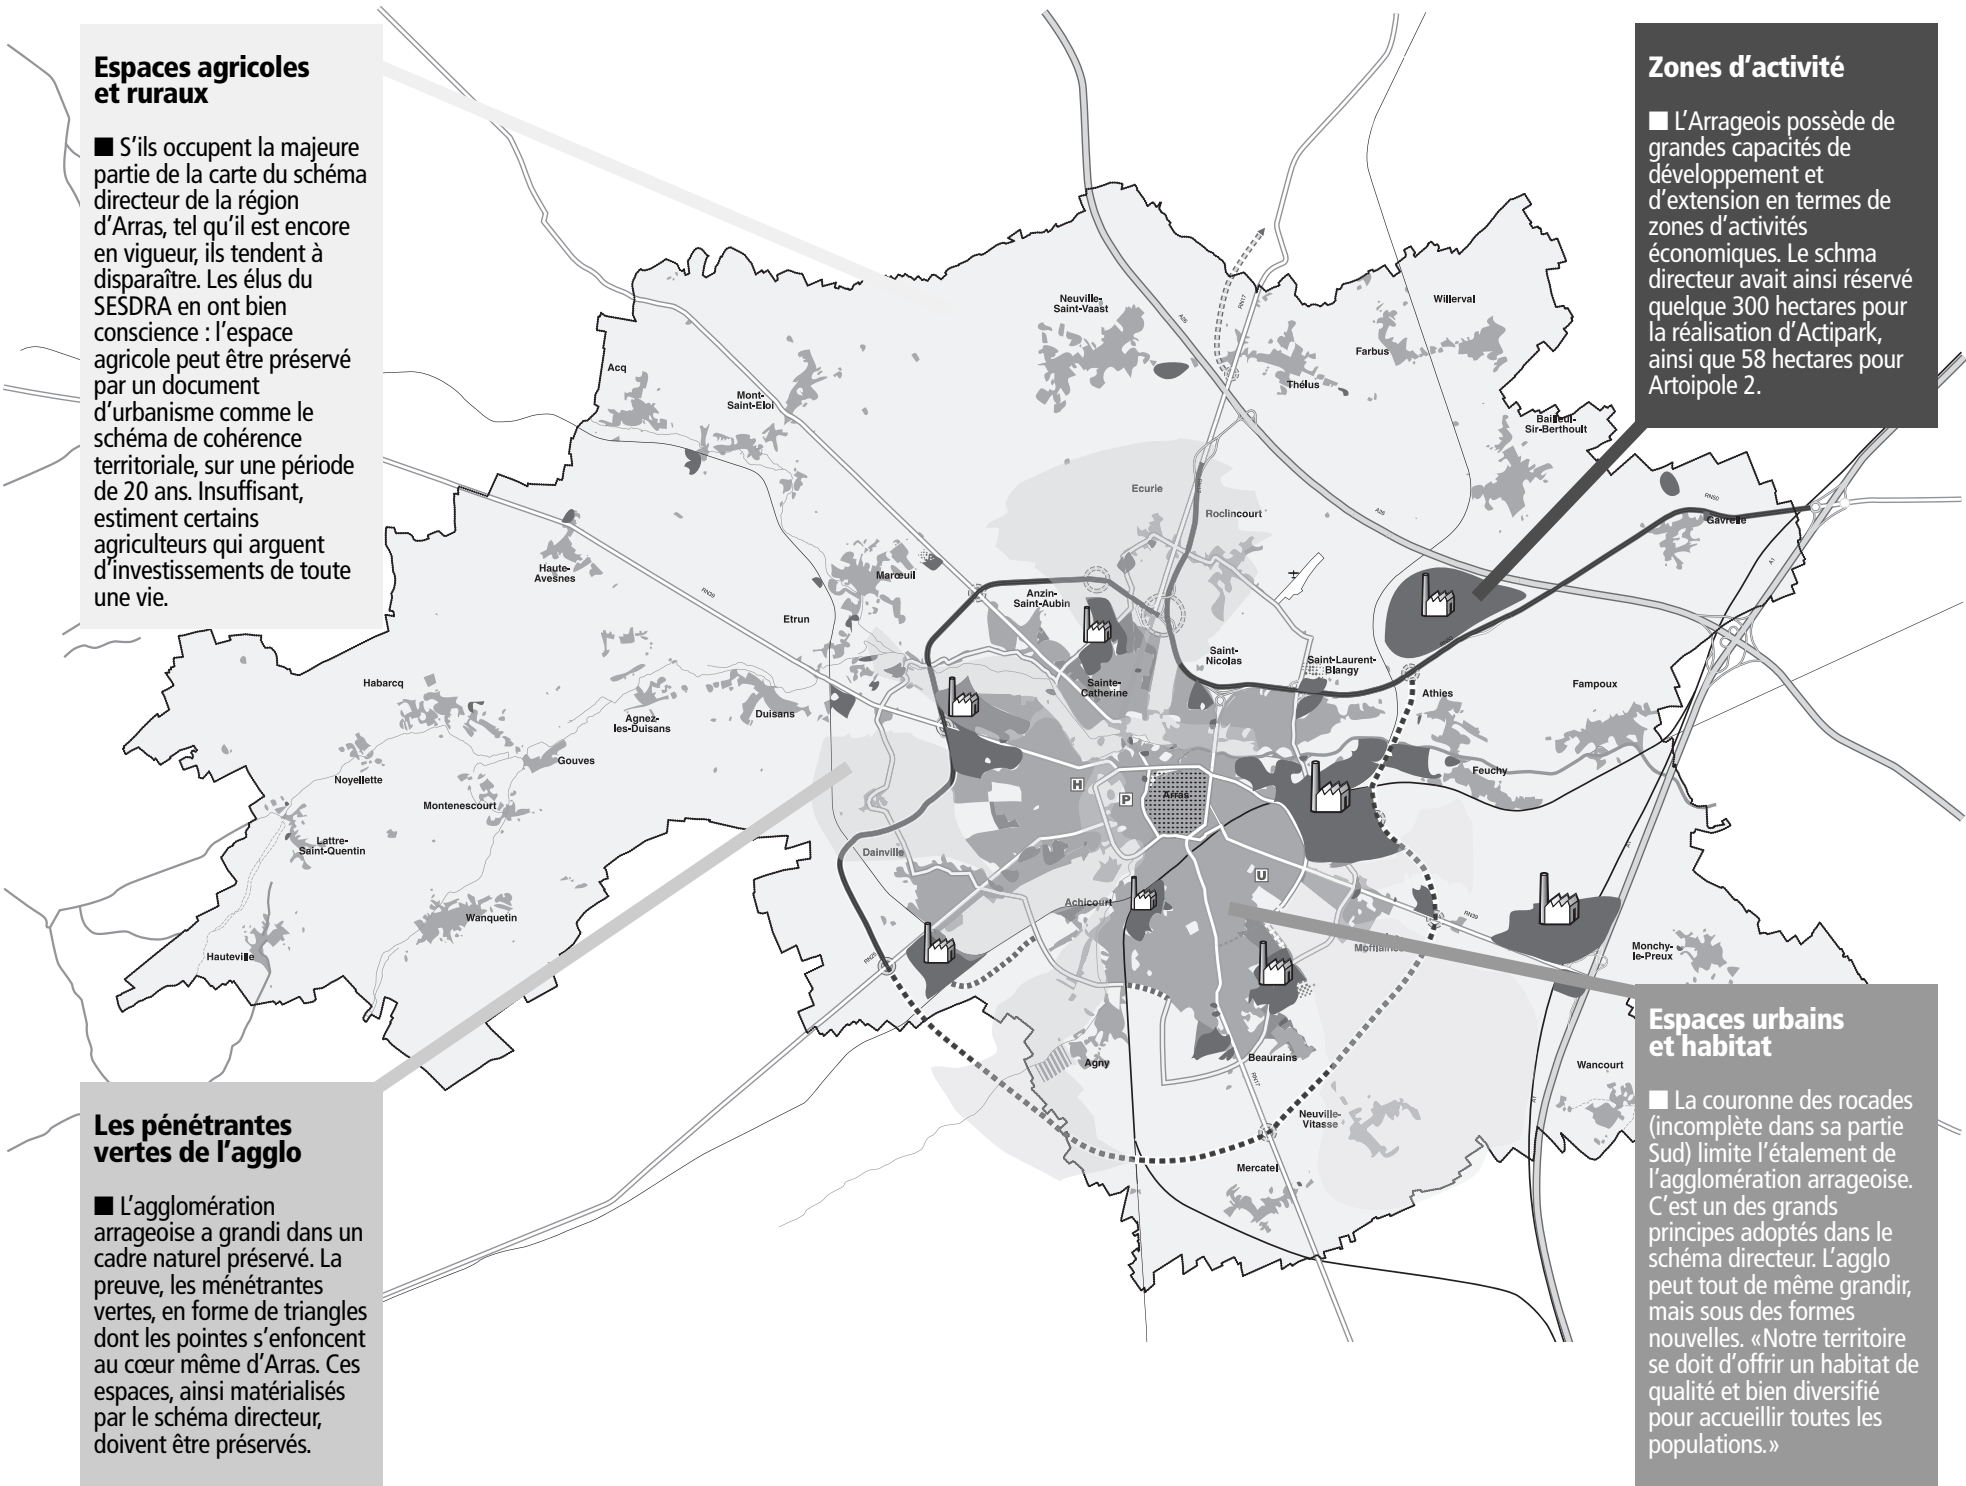 Espaces agricoles
et ruraux
■ S'ils occupent la majeure
partie de la carte du schéma
directeur de la région
d'Arras, tel qu'il est encore
en vigueur, ils tendent à
disparaître. Les élus du
SESDRA en ont bien
conscience : l'espace
agricole peut être préservé
par un document
d'urbanisme comme le
schéma de cohérence
territoriale, sur une période
de 20 ans. Insuffisant,
estiment certains
agriculteurs qui arguent
d'investissements de toute
une vie.
Zones d'activité
■ L'Arrageois possède de
grandes capacités de
développement et
d'extension en termes de
zones d'activités
économiques. Le schma
directeur avait ainsi réservé
quelque 300 hectares pour
la réalisation d'Actipark,
ainsi que 58 hectares pour
Artoipole 2.
Les pénétrantes
vertes de l'agglo
■ L'agglomération
arrageoise a grandi dans un
cadre naturel préservé. La
preuve, les ménétrantes
vertes, en forme de triangles
dont les pointes s'enfoncent
au cœur même d'Arras. Ces
espaces, ainsi matérialisés
par le schéma directeur,
doivent être préservés.
Espaces urbains
et habitat
■ La couronne des rocades
(incomplète dans sa partie
Sud) limite l'étalement de
l'agglomération arrageoise.
C'est un des grands
principes adoptés dans le
schéma directeur. L'agglo
peut tout de même grandir,
mais sous des formes
nouvelles. «Notre territoire
se doit d'offrir un habitat de
qualité et bien diversifié
pour accueillir toutes les
populations.»
Neuville-
Saint-Vaast
Willerval
Farbus
Thélus
Acq
Mont-
Saint-Eloi
Bailleul-
Sir-Berthoult
Ecurie
Roclincourt
Gavrelle
Haute-
Avesnes
Marœuil
Anzin-
Saint-Aubin
Etrun
Saint-
Nicolas
Saint-Laurent-
Blangy
Sainte-
Catherine
Athies
Fampoux
Habarcq
Agnez-
les-Duisans
Duisans
Gouves
Noyellette
Montenescourt
Feuchy
Arras
H
P
U
Lattre-
Saint-Quentin
Dainville
Achicourt
Wanquetin
Hauteville
Monchy-
le-Preux
Agny
Beaurains
Wancourt
Neuville-
Vitasse
Mercatel
A26
RN17
A26
RN50
A1
RN39
RN50
RN39
RN25
RN17
A1
A1